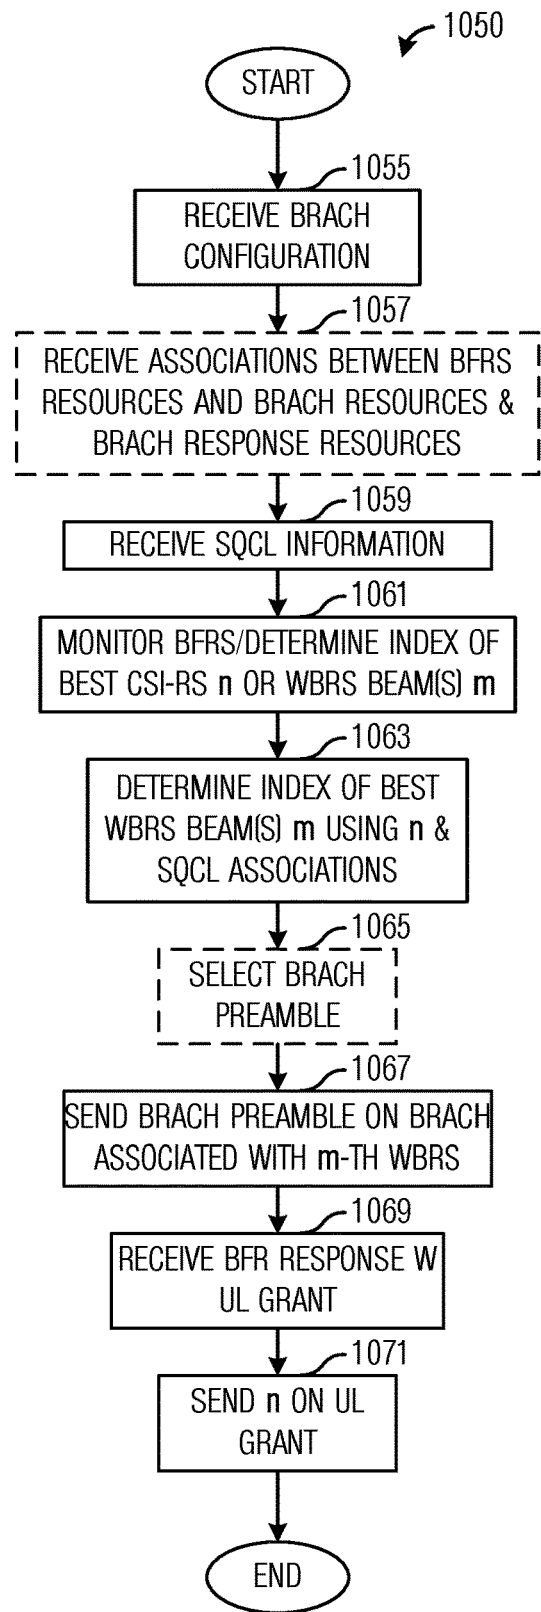 1050
START
1055
RECEIVE BRACH
CONFIGURATION
1057
RECEIVE ASSOCIATIONS BETWEEN BFRS
RESOURCES AND BRACH RESOURCES &
BRACH RESPONSE RESOURCES
1059
RECEIVE SQCL INFORMATION
1061
MONITOR BFRS/DETERMINE INDEX OF
BEST CSI-RS n OR WBRS BEAM(S) m
1063
DETERMINE INDEX OF BEST
WBRS BEAM(S) m USING n &
SQCL ASSOCIATIONS
1065
SELECT BRACH
PREAMBLE
1067
SEND BRACH PREAMBLE ON BRACH
ASSOCIATED WITH m-TH WBRS
1069
RECEIVE BFR RESPONSE W
UL GRANT
1071
SEND n ON UL
GRANT
END